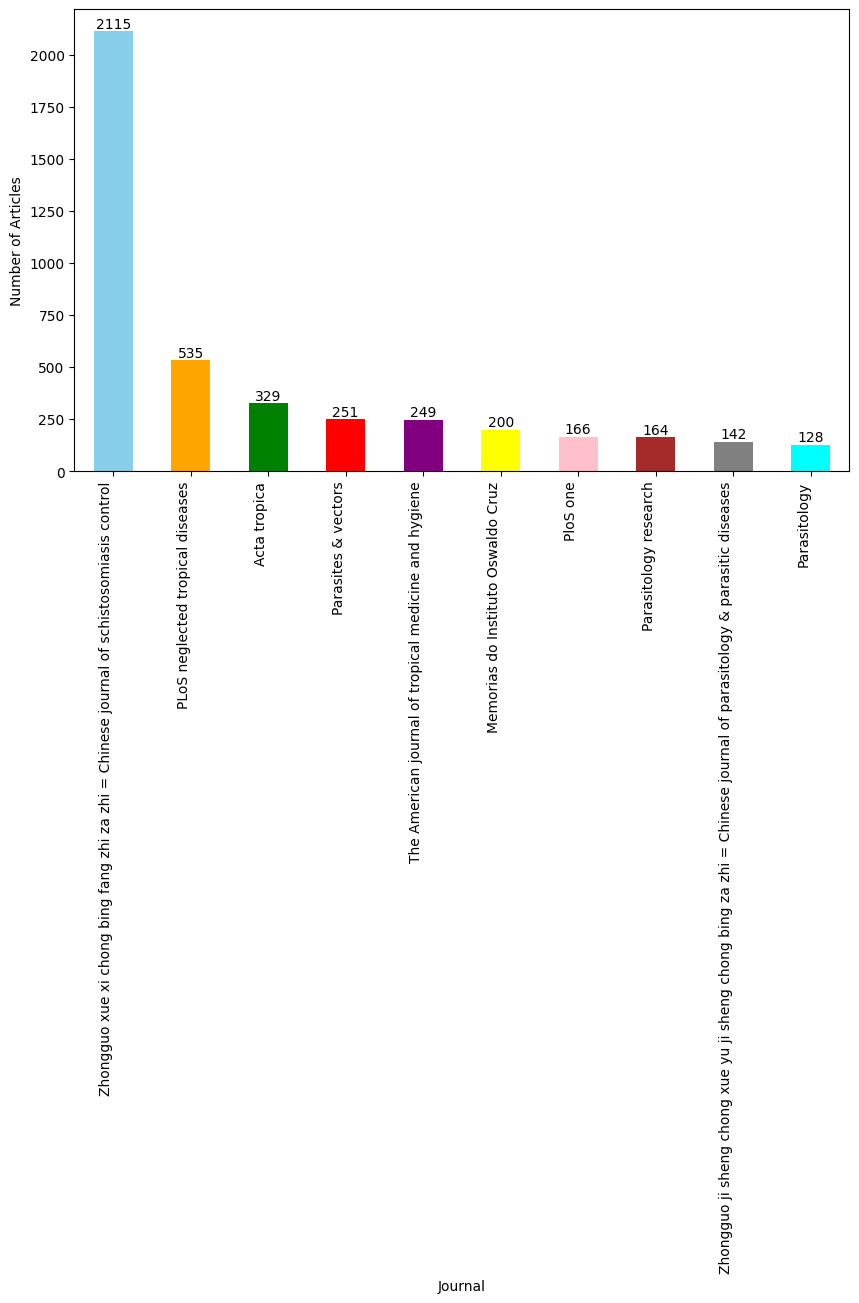 Number of Articles
2000
1750
1500
1250
1000
750
500
250
0
2115
535
329
251
249
200
166
164
142
128
Zhongguo xue xi chong bing fang zhi za zhi = Chinese journal of schistosomiasis control
PLoS neglected tropical diseases
Acta tropica
Parasites & vectors
The American journal of tropical medicine and hygiene
Memorias do Instituto Oswaldo Cruz
PloS one
Parasitology research
Zhongguo ji sheng chong xue yu ji sheng chong bing za zhi = Chinese journal of parasitology & parasitic diseases
Parasitology
Journal